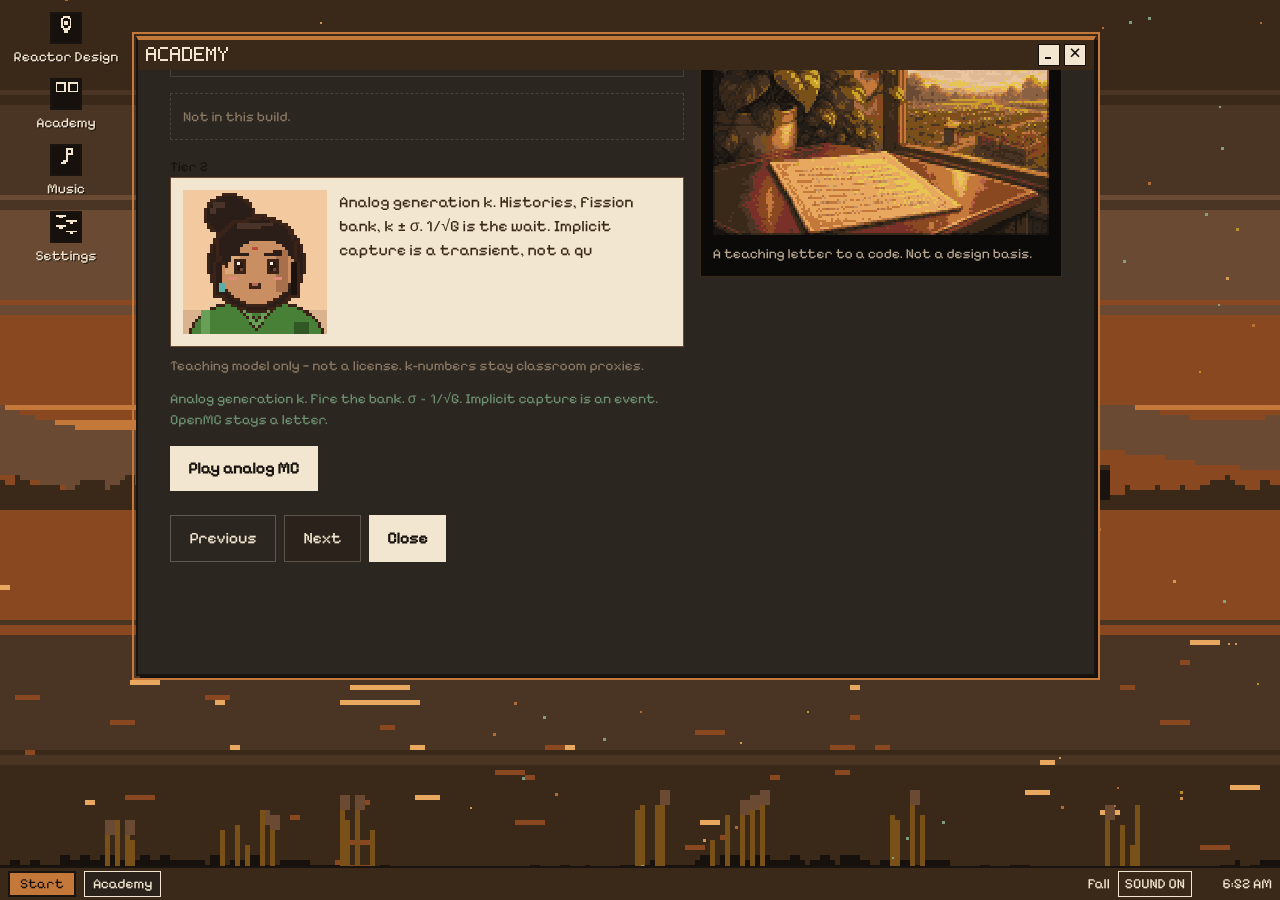 Reactor Design
Academy
Music
Settings
ACADEMY
Not in this build.
Tier 2
Analog generation k. Histories, fission
bank, k ± σ. 1/√N is the wait. Implicit
capture is a transient, not a qu
Teaching model only – not a license. k-numbers stay classroom proxies.
Analog generation k. Fire the bank. σ ~ 1/√N. Implicit capture is an event.
OpenMC stays a letter.
Play analog MC
Previous
Next
Close
A teaching letter to a code. Not a design basis.
Start
Academy
Fall
SOUND ON
6:22 AM